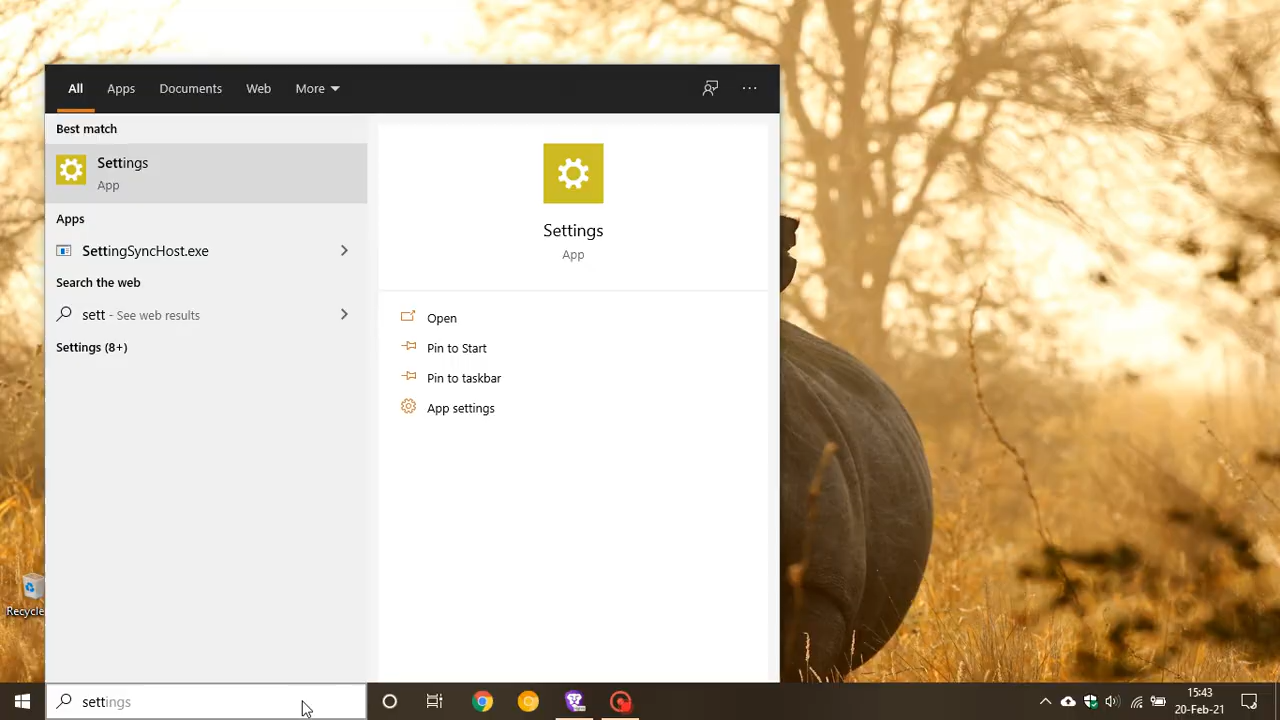 All Apps Documents Web More
Best match
Settings
App
Apps
SettingSyncHost.exe
Search the web
sett - See web results
Settings (8+)
Settings
App
Open
Pin to Start
Pin to taskbar
App settings
Recycle
settings
15:43
20-Feb-21